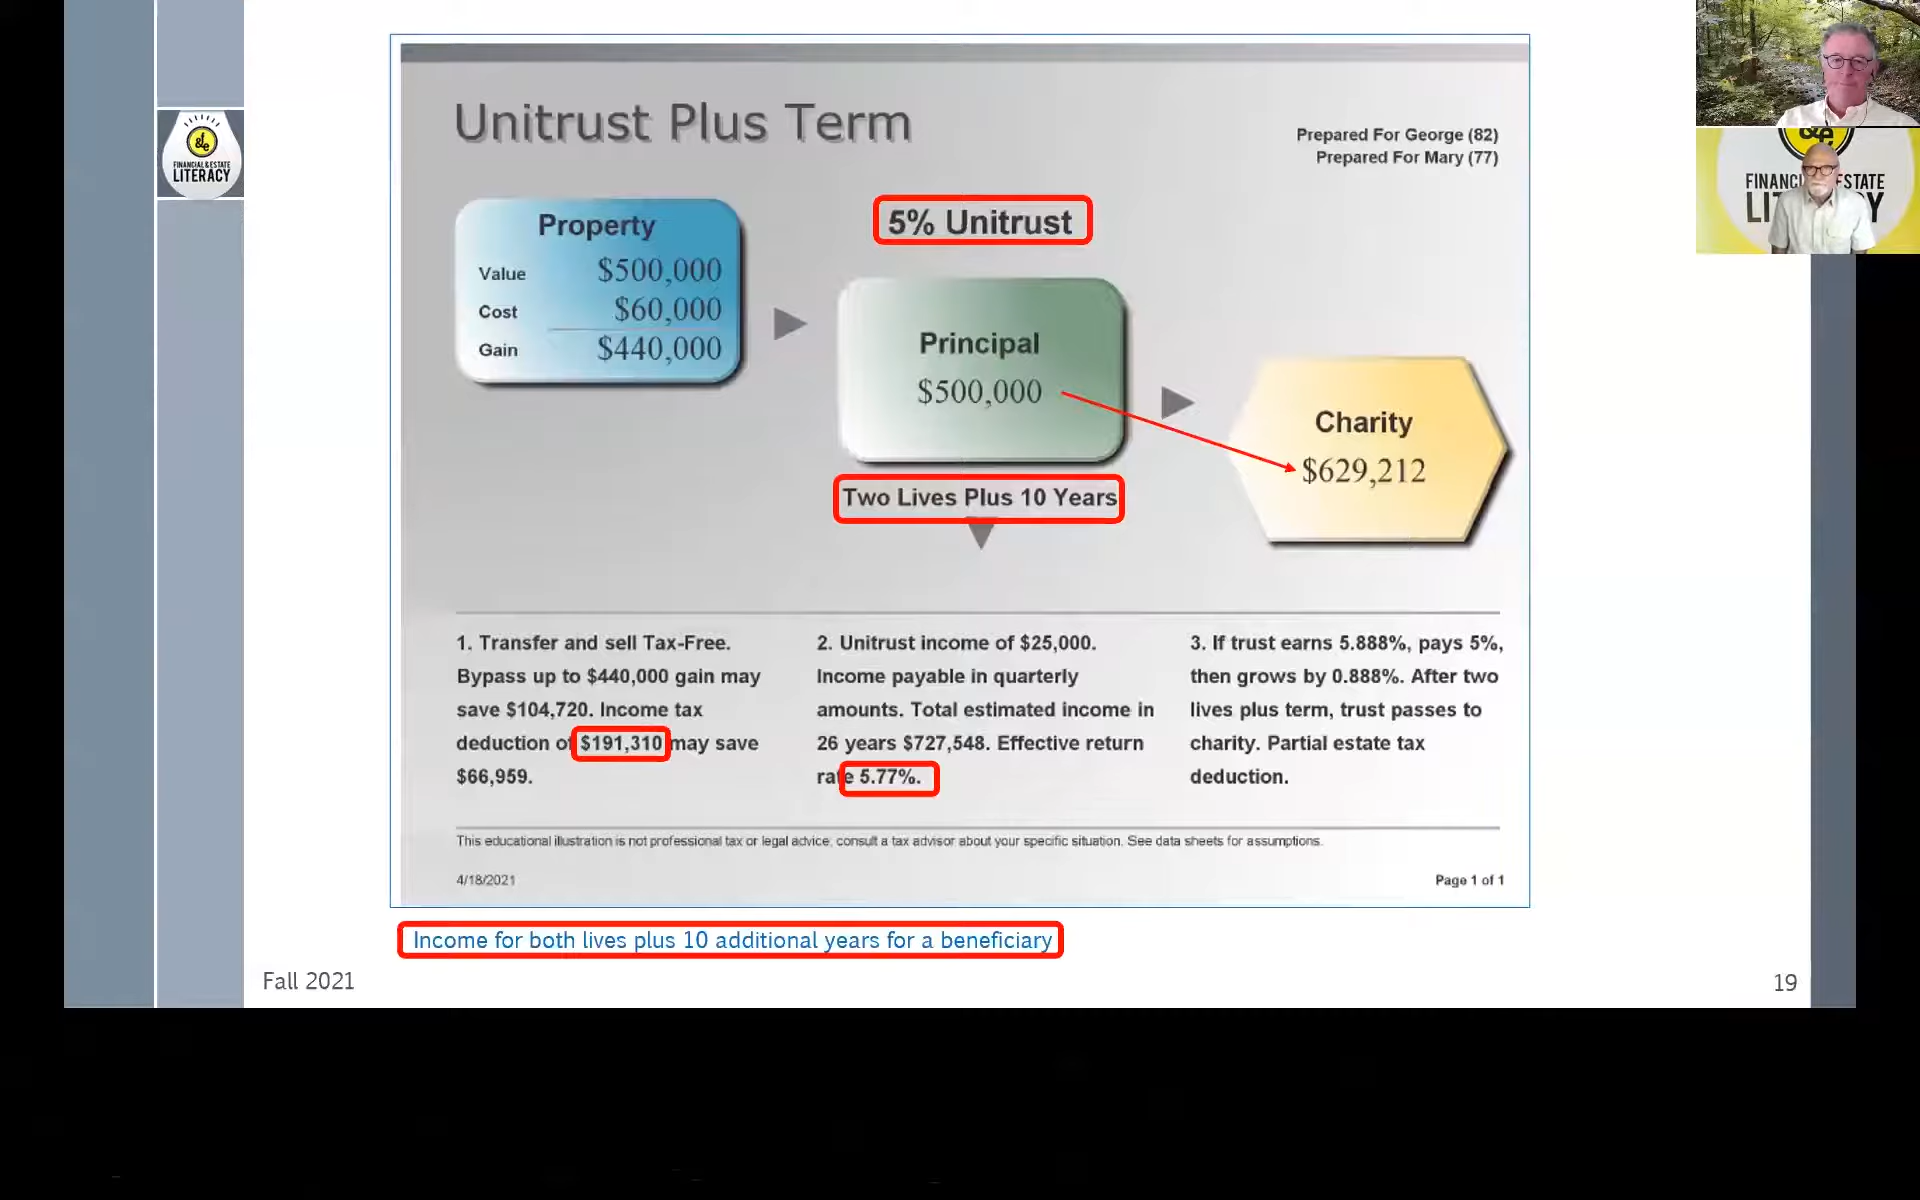 Unitrust Plus Term
Prepared For George (82)
Prepared For Mary (77)
Property
Value $500,000
Cost $60,000
Gain $440,000
5% Unitrust
Principal
$500,000
Two Lives Plus 10 Years
Charity
$629,212
1. Transfer and sell Tax-Free.
Bypass up to $440,000 gain may
save $104,720. Income tax
deduction of $191,310 may save
$66,959.
2. Unitrust income of $25,000.
Income payable in quarterly
amounts. Total estimated income in
26 years $727,548. Effective return
rate 5.77%.
3. If trust earns 5.888%, pays 5%,
then grows by 0.888%. After two
lives plus term, trust passes to
charity. Partial estate tax
deduction.
This educational illustration is not professional tax or legal advice; consult a tax advisor about your specific situation. See data sheets for assumptions.
4/18/2021
Page 1 of 1
Income for both lives plus 10 additional years for a beneficiary
Fall 2021
19
f&e
FINANCIAL & ESTATE
LITERACY